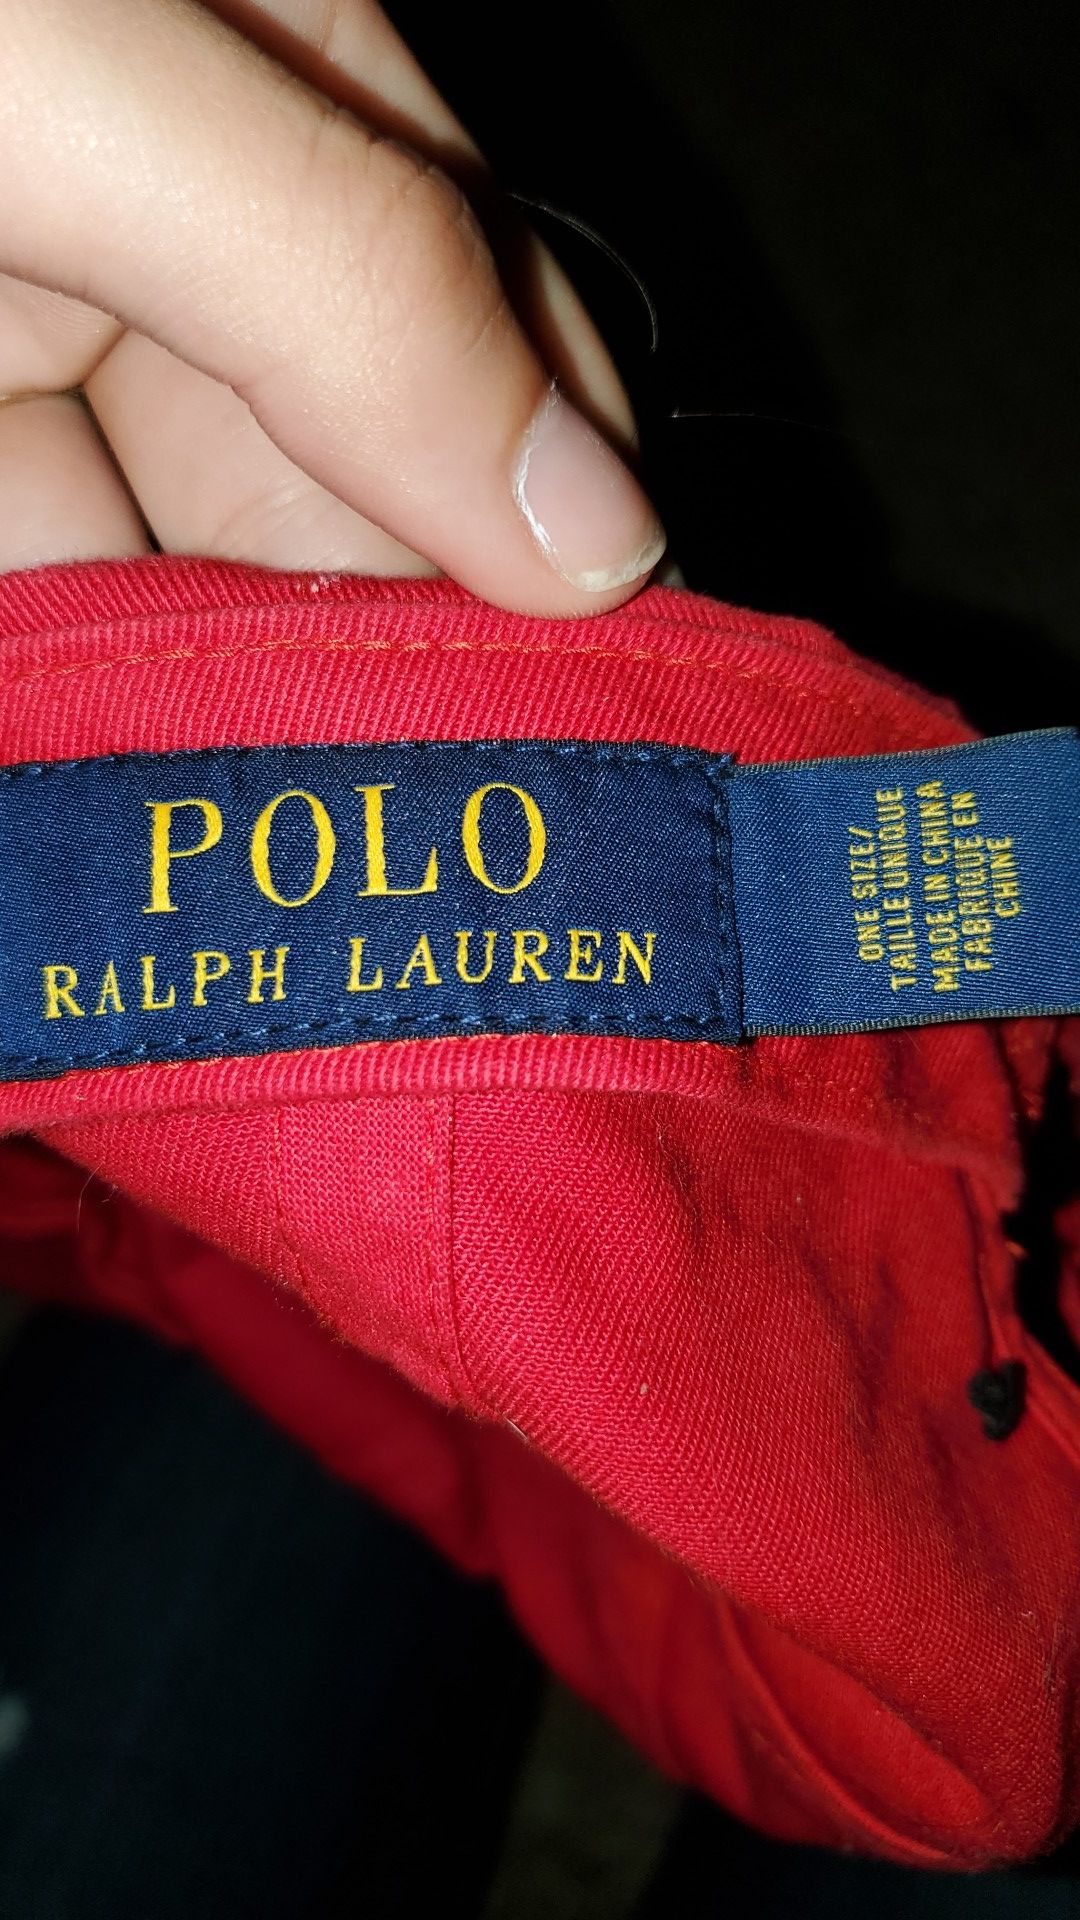 POLO
RALPH LAUREN
ONE SIZE/
TAILLE UNIQUE
MADE IN CHINA
FABRIQUE EN
CHINE